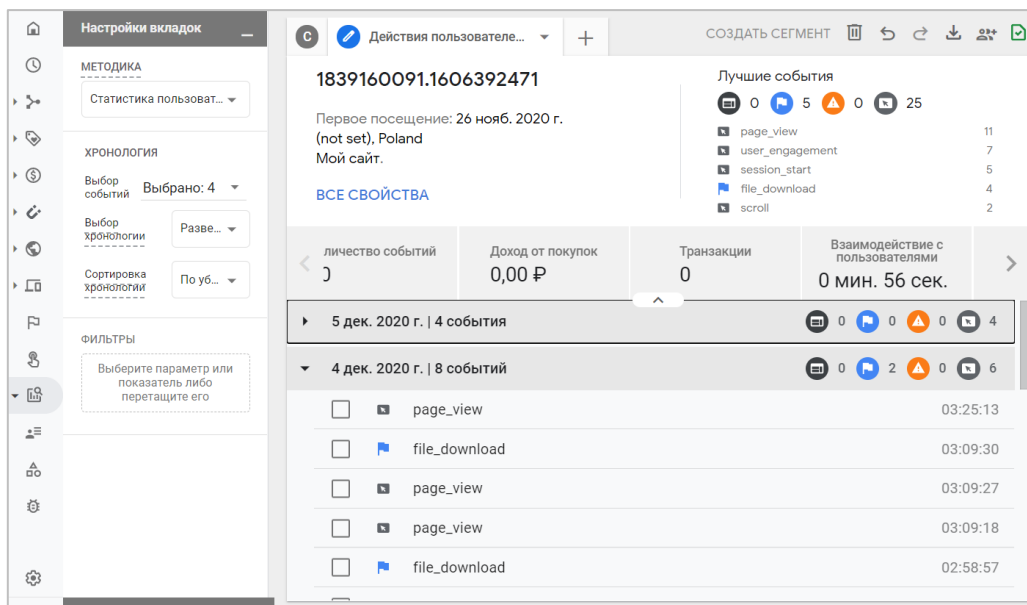 Настройки вкладок
МЕТОДИКА
Статистика пользоват...
ХРОНОЛОГИЯ
Выбор
событий
Выбрано: 4
Выбор
хронологии
Разве...
Сортировка
хронологии
По уб...
ФИЛЬТРЫ
Выберите параметр или
показатель либо
перетащите его
C
Действия пользователе...
СОЗДАТЬ СЕГМЕНТ
1839160091.1606392471
Первое посещение: 26 нояб. 2020 г.
(not set), Poland
Мой сайт.
ВСЕ СВОЙСТВА
Лучшие события
0 5 0 25
page_view 11
user_engagement 7
session_start 5
file_download 4
scroll 2
личество событий
0
Доход от покупок
0,00 ₽
Транзакции
0
Взаимодействие с
пользователями
0 мин. 56 сек.
5 дек. 2020 г. | 4 события 0 0 0 4
4 дек. 2020 г. | 8 событий 0 2 0 6
page_view 03:25:13
file_download 03:09:30
page_view 03:09:27
page_view 03:09:18
file_download 02:58:57